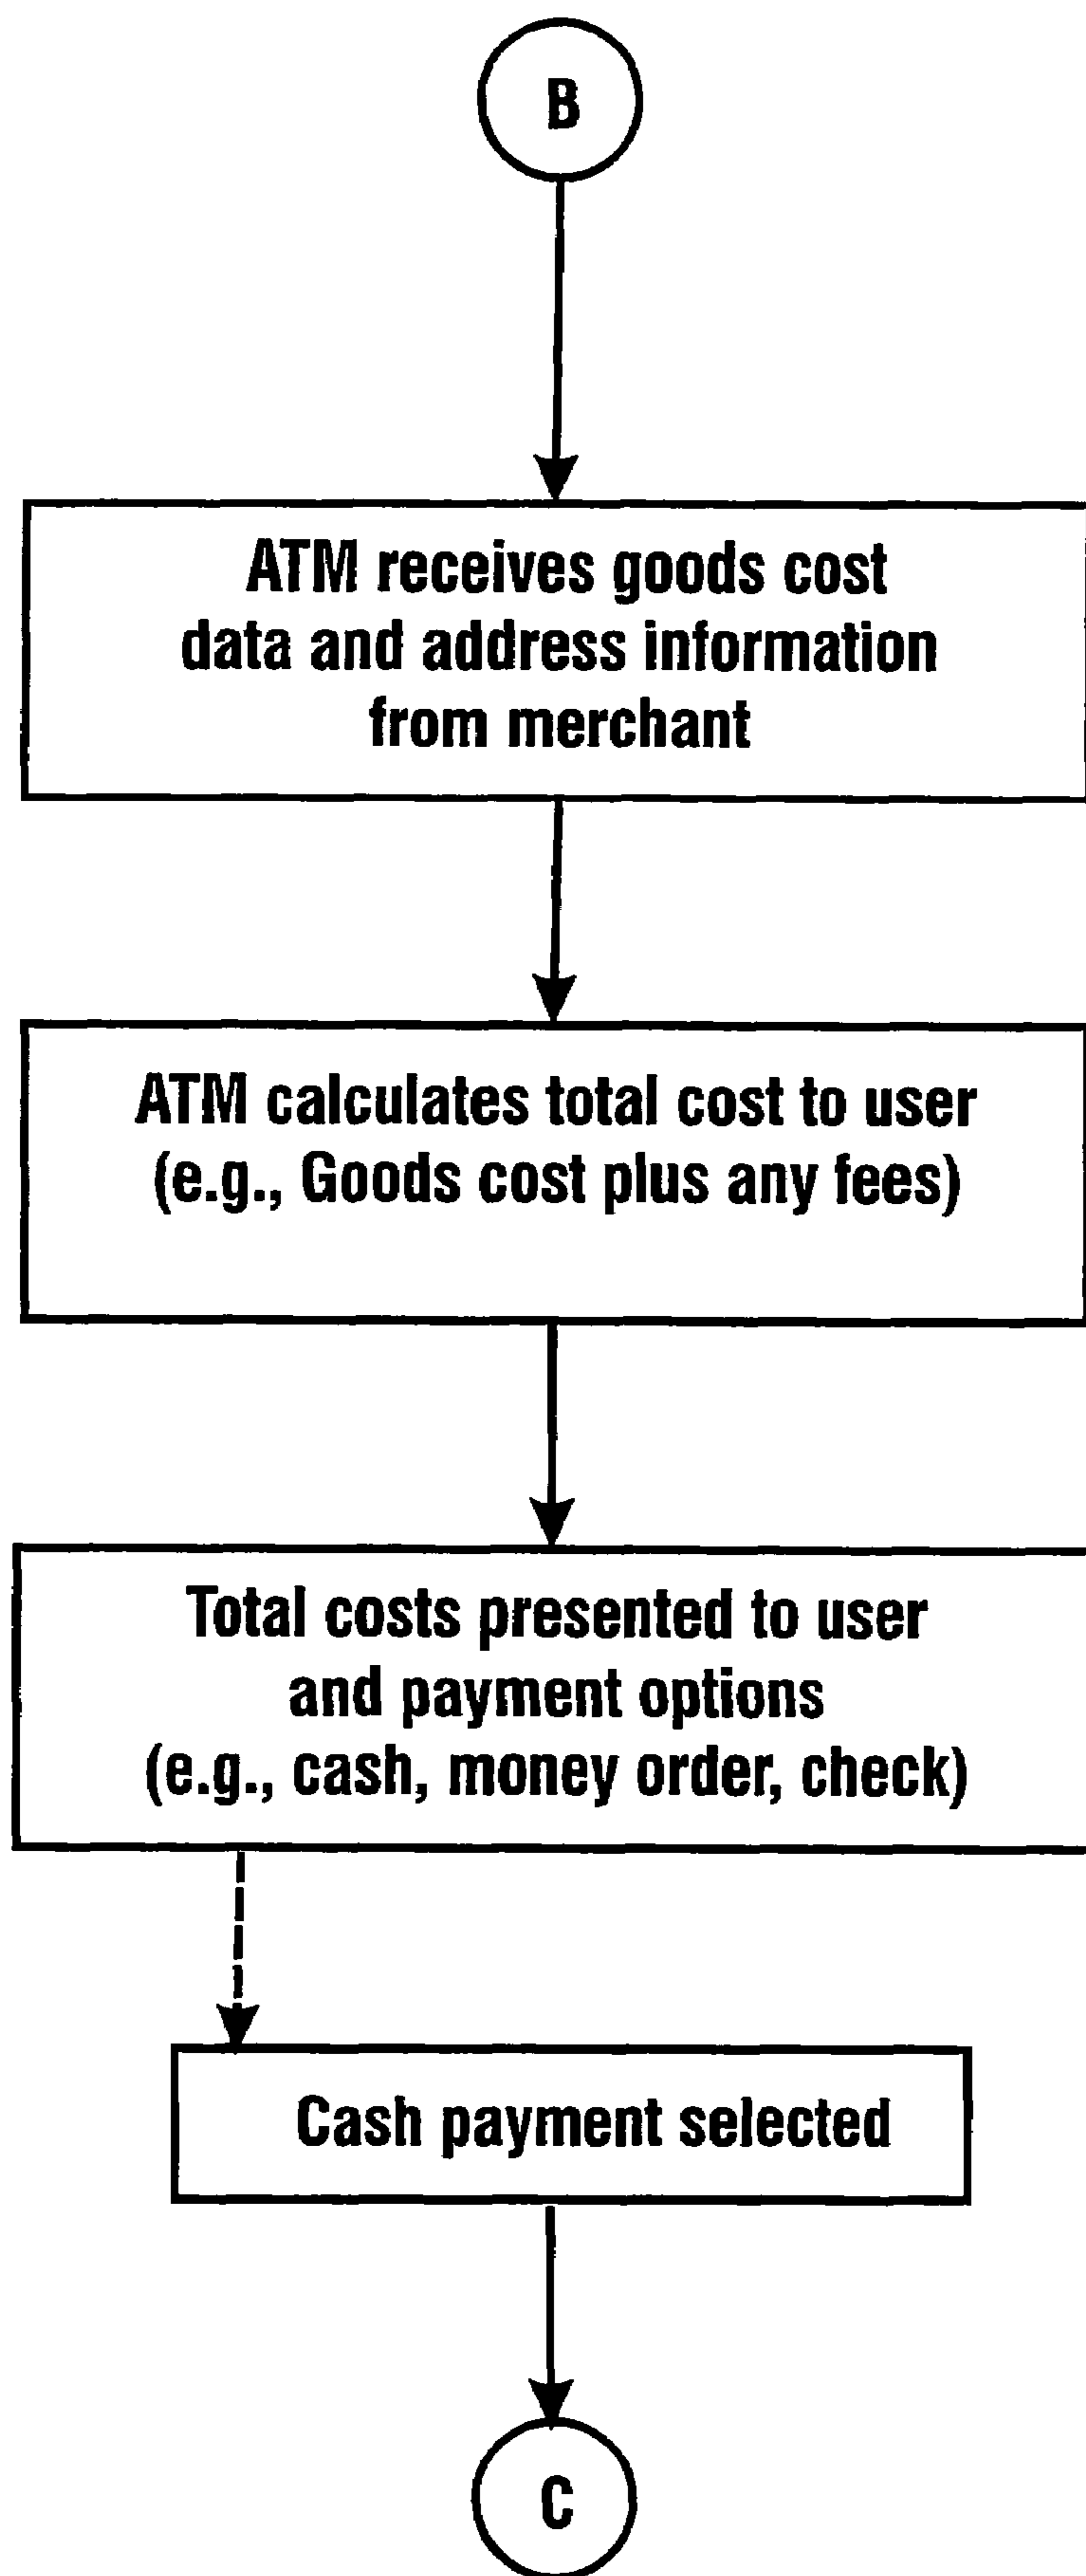 B
ATM receives goods cost
data and address information
from merchant
ATM calculates total cost to user
(e.g., Goods cost plus any fees)
Total costs presented to user
and payment options
(e.g., cash, money order, check)
Cash payment selected
C